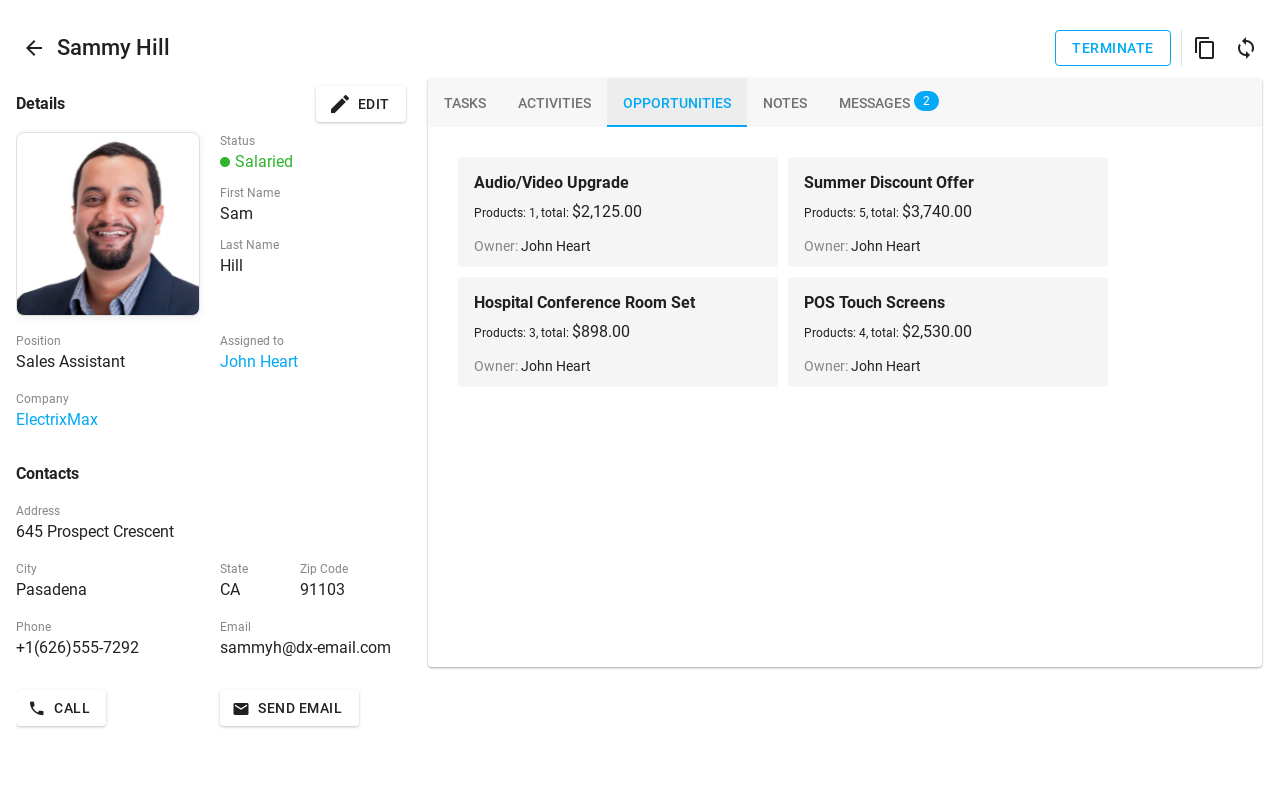 Sammy Hill
TERMINATE
Details
EDIT
Status
Salaried
First Name
Sam
Last Name
Hill
Position
Sales Assistant
Assigned to
John Heart
Company
ElectrixMax
Contacts
Address
645 Prospect Crescent
City
Pasadena
State
CA
Zip Code
91103
Phone
+1(626)555-7292
Email
sammyh@dx-email.com
CALL
SEND EMAIL
TASKS
ACTIVITIES
OPPORTUNITIES
NOTES
MESSAGES 2
Audio/Video Upgrade
Products: 1, total: $2,125.00
Owner: John Heart
Summer Discount Offer
Products: 5, total: $3,740.00
Owner: John Heart
Hospital Conference Room Set
Products: 3, total: $898.00
Owner: John Heart
POS Touch Screens
Products: 4, total: $2,530.00
Owner: John Heart